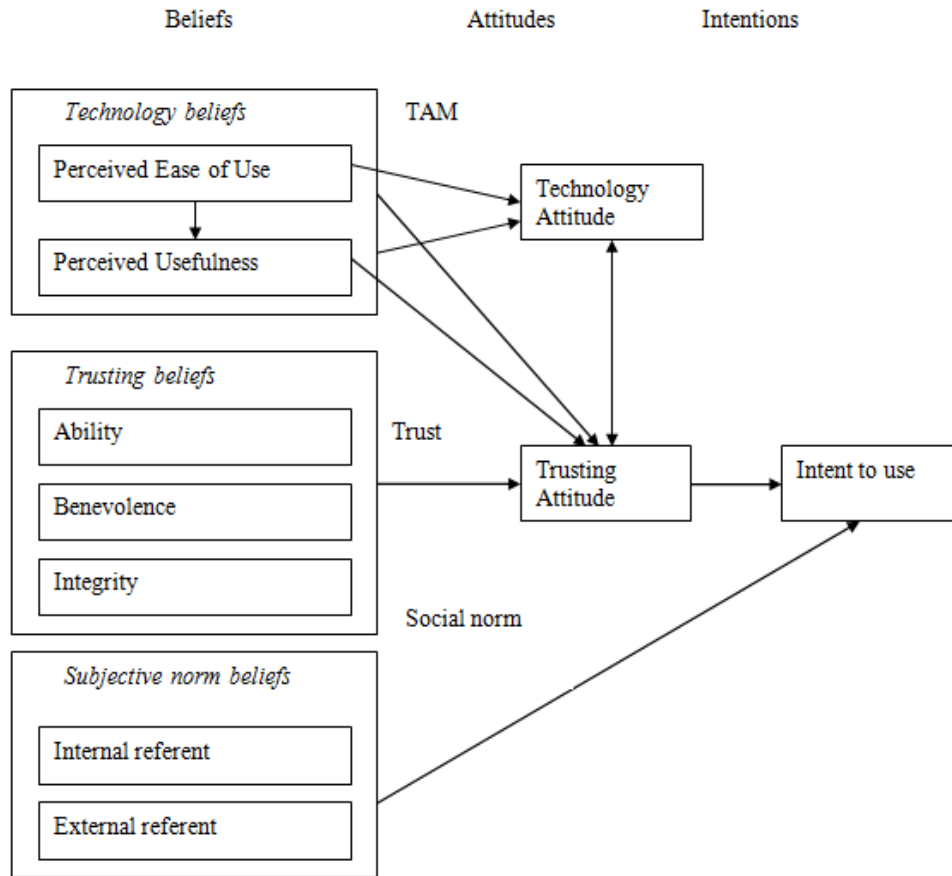 Beliefs
Attitudes
Intentions
Technology beliefs
TAM
Perceived Ease of Use
Technology
Attitude
Perceived Usefulness
Trusting beliefs
Ability
Trust
Trusting
Attitude
Intent to use
Benevolence
Integrity
Social norm
Subjective norm beliefs
Internal referent
External referent